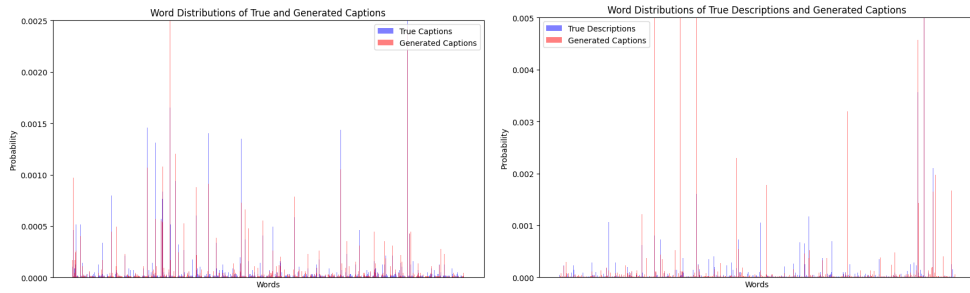 Word Distributions of True and Generated Captions
0.0025
0.0020
0.0015
0.0010
0.0005
0.0000
Probability
Words
True Captions
Generated Captions
Word Distributions of True Descriptions and Generated Captions
0.005
0.004
0.003
0.002
0.001
0.000
Probability
Words
True Descriptions
Generated Captions